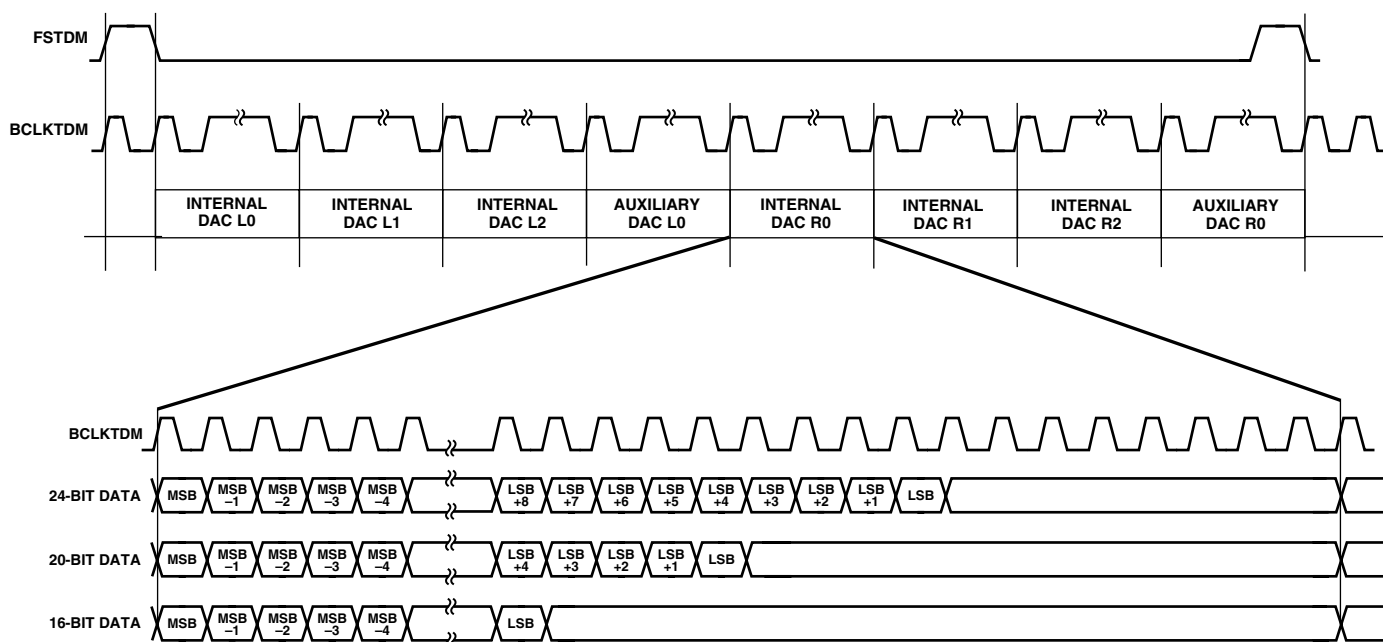 FSTDM
BCLKTDM
INTERNAL
DAC L0
INTERNAL
DAC L1
INTERNAL
DAC L2
AUXILIARY
DAC L0
INTERNAL
DAC R0
INTERNAL
DAC R1
INTERNAL
DAC R2
AUXILIARY
DAC R0
BCLKTDM
24-BIT DATA
MSB
MSB
–1
MSB
–2
MSB
–3
MSB
–4
LSB
+8
LSB
+7
LSB
+6
LSB
+5
LSB
+4
LSB
+3
LSB
+2
LSB
+1
LSB
20-BIT DATA
MSB
MSB
–1
MSB
–2
MSB
–3
MSB
–4
LSB
+4
LSB
+3
LSB
+2
LSB
+1
LSB
16-BIT DATA
MSB
MSB
–1
MSB
–2
MSB
–3
MSB
–4
LSB